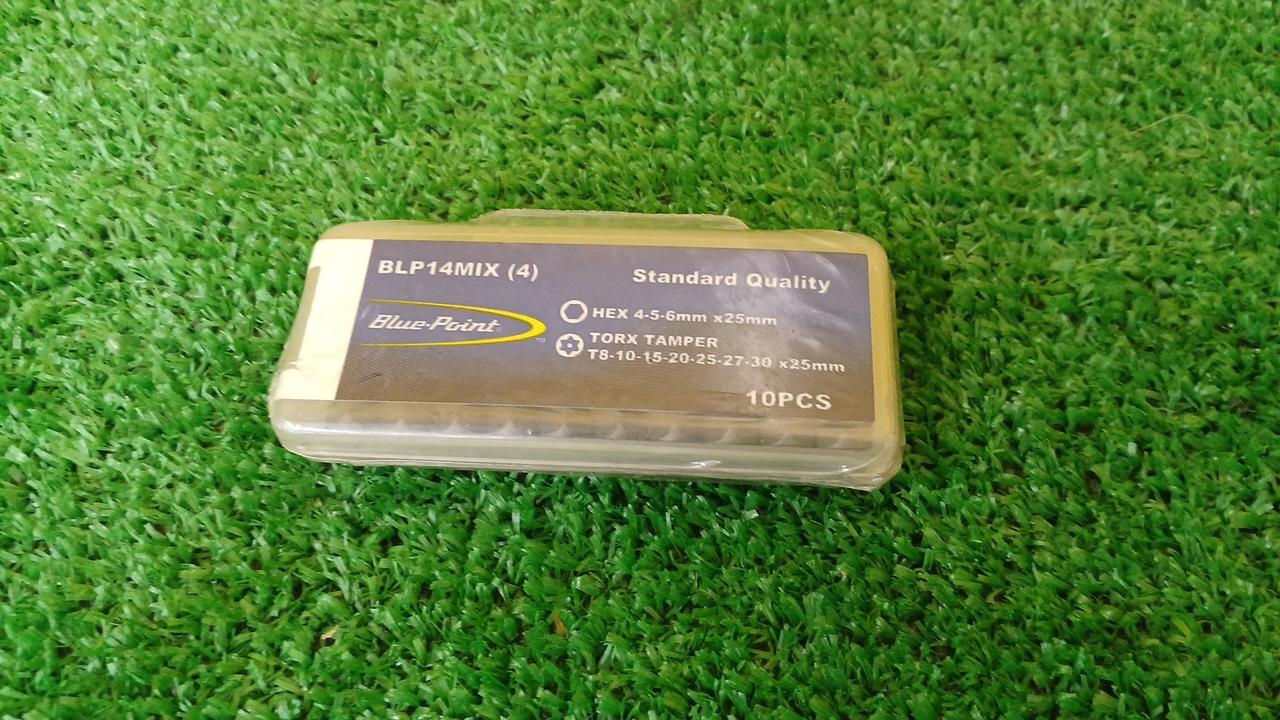 BLP14MIX (4)
Standard Quality
Blue-Point
TM
HEX 4-5-6mm x25mm
TORX TAMPER
T8-10-15-20-25-27-30 x25mm
10PCS